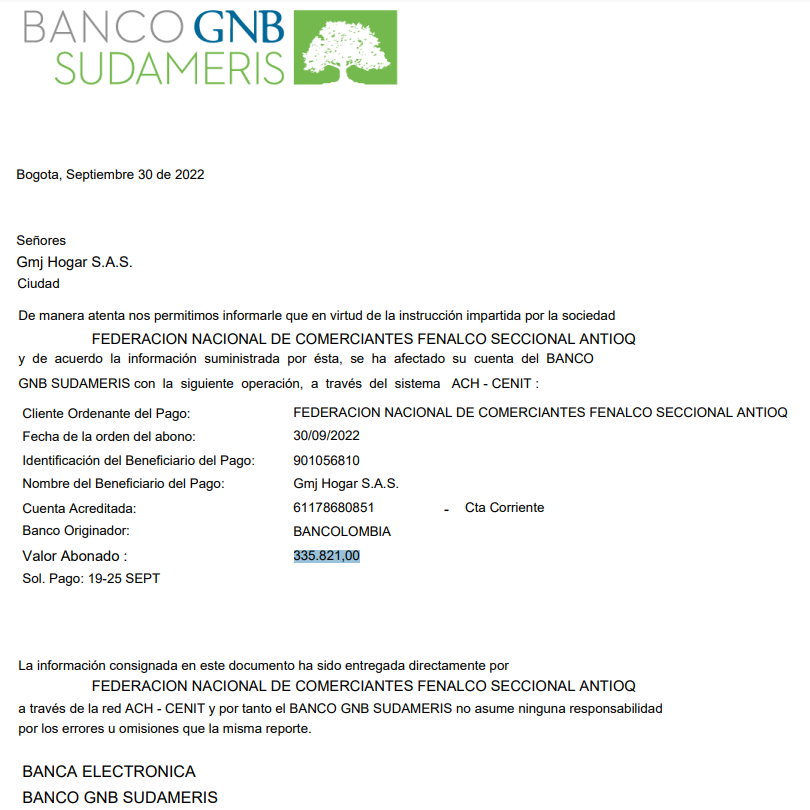 BANCO GNB
SUDAMERIS
Bogota, Septiembre 30 de 2022
Señores
Gmj Hogar S.A.S.
Ciudad
De manera atenta nos permitimos informarle que en virtud de la instrucción impartida por la sociedad
FEDERACION NACIONAL DE COMERCIANTES FENALCO SECCIONAL ANTIOQ
y de acuerdo la información suministrada por ésta, se ha afectado su cuenta del BANCO
GNB SUDAMERIS con la siguiente operación, a través del sistema ACH - CENIT :
Cliente Ordenante del Pago: FEDERACION NACIONAL DE COMERCIANTES FENALCO SECCIONAL ANTIOQ
Fecha de la orden del abono: 30/09/2022
Identificación del Beneficiario del Pago: 901056810
Nombre del Beneficiario del Pago: Gmj Hogar S.A.S.
Cuenta Acreditada: 61178680851 - Cta Corriente
Banco Originador: BANCOLOMBIA
Valor Abonado : 335.821,00
Sol. Pago: 19-25 SEPT
La información consignada en este documento ha sido entregada directamente por
FEDERACION NACIONAL DE COMERCIANTES FENALCO SECCIONAL ANTIOQ
a través de la red ACH - CENIT y por tanto el BANCO GNB SUDAMERIS no asume ninguna responsabilidad
por los errores u omisiones que la misma reporte.
BANCA ELECTRONICA
BANCO GNB SUDAMERIS